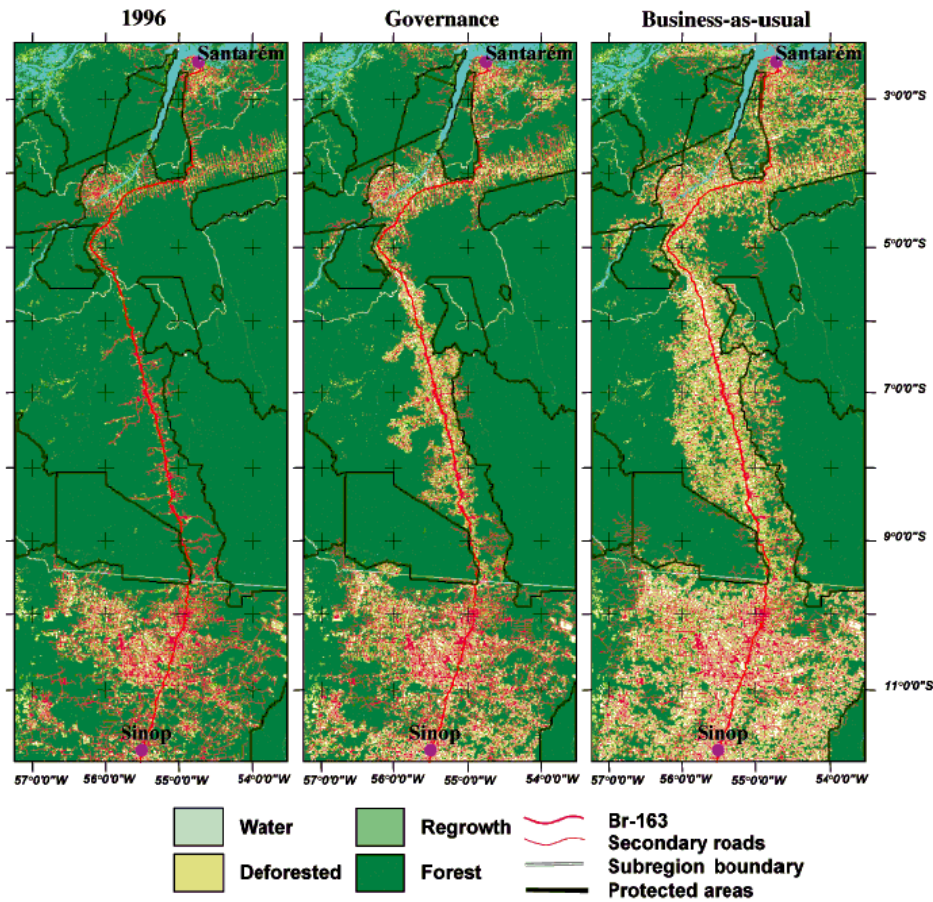 1996 Governance Business-as-usual
Santarém Santarém Santarém
3°0'0"S
5°0'0"S
7°0'0"S
9°0'0"S
11°0'0"S
Sinop Sinop Sinop
57°0'0"W 56°0'0"W 55°0'0"W 54°0'0"W 57°0'0"W 56°0'0"W 55°0'0"W 54°0'0"W 57°0'0"W 56°0'0"W 55°0'0"W 54°0'0"W
Water Regrowth Br-163
Secondary roads
Deforested Forest Subregion boundary
Protected areas